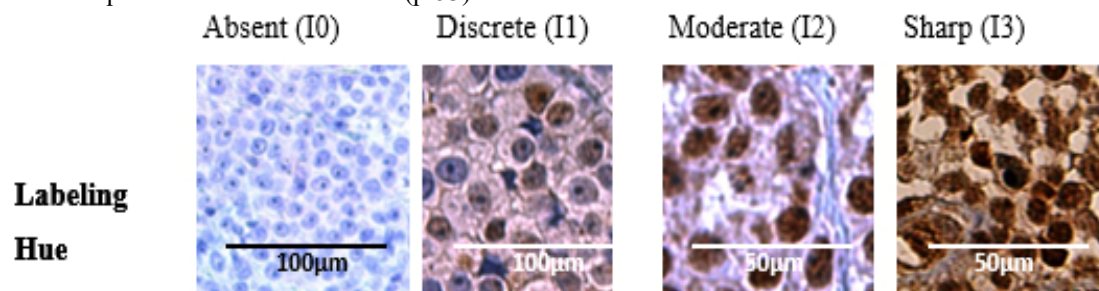 Absent (I0) Discrete (I1) Moderate (I2) Sharp (I3)
Labeling
Hue
100µm 100µm 50µm 50µm